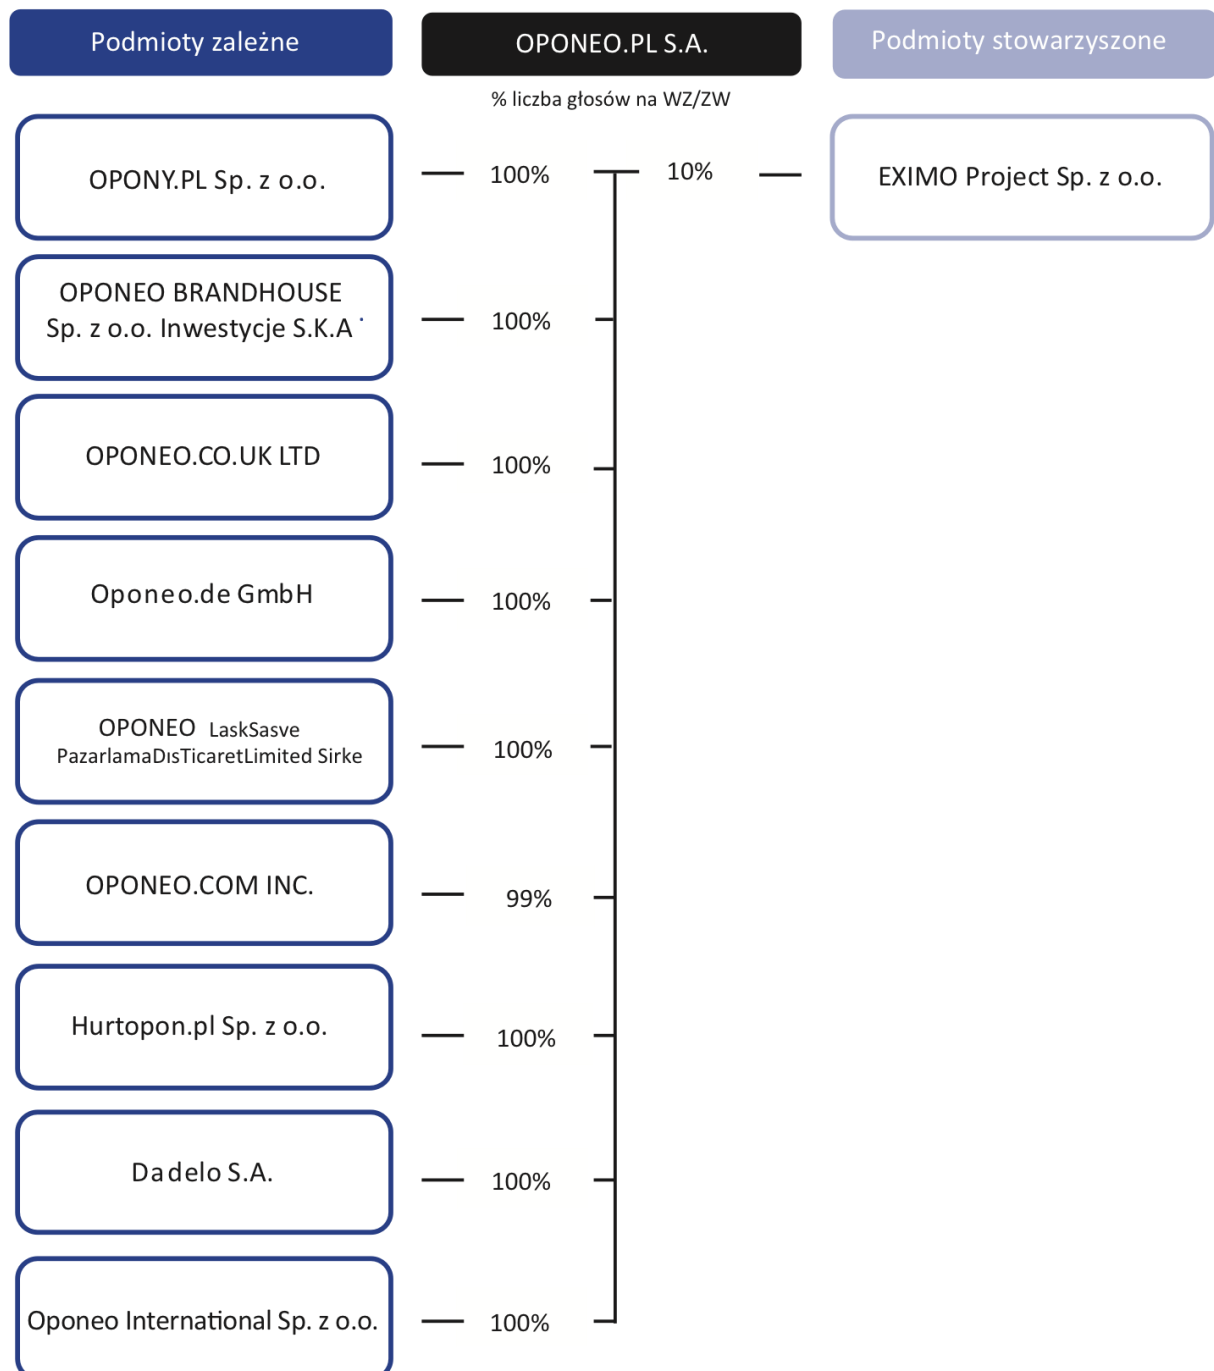 Podmioty zależne
OPONEO.PL S.A.
Podmioty stowarzyszone
% liczba głosów na WZ/ZW
OPONY.PL Sp. z o.o.
100%
10%
EXIMO Project Sp. z o.o.
OPONEO BRANDHOUSE
Sp. z o.o. Inwestycje S.K.A
100%
OPONEO.CO.UK LTD
100%
Oponeo.de GmbH
100%
OPONEO LaskSasve
PazarlamaDısTicaretLimited Sirke
100%
OPONEO.COM INC.
99%
Hurtopon.pl Sp. z o.o.
100%
Dadelo S.A.
100%
Oponeo International Sp. z o.o.
100%